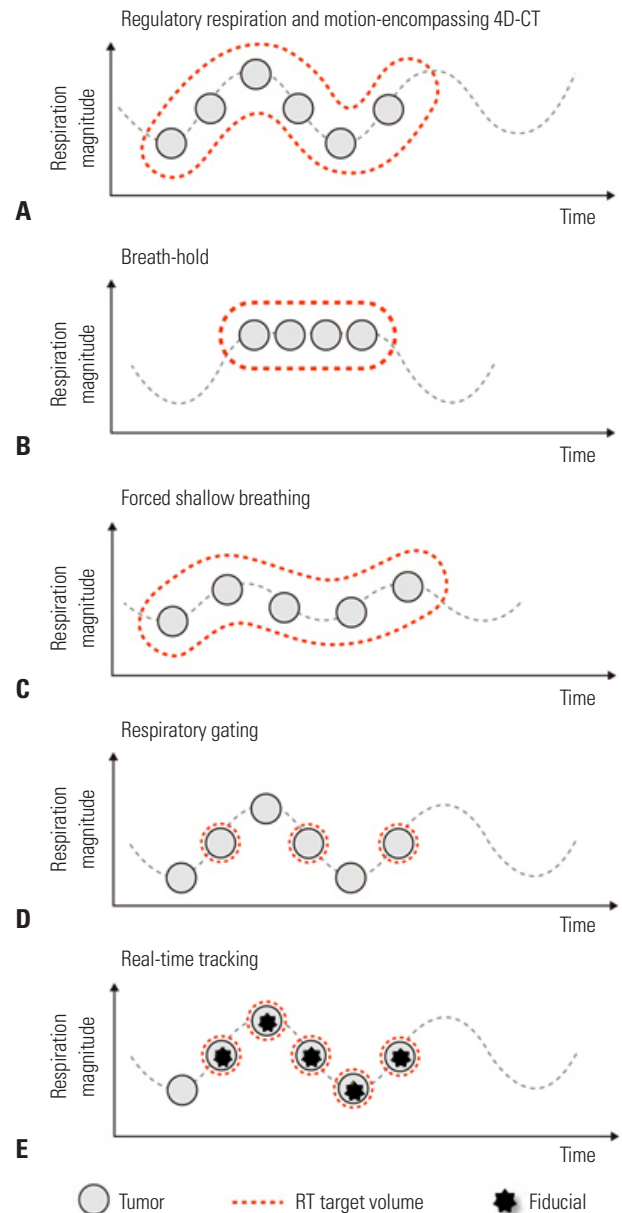 Regulatory respiration and motion-encompassing 4D-CT
Respiration
magnitude
A
Time
Breath-hold
Respiration
magnitude
B
Time
Forced shallow breathing
Respiration
magnitude
C
Time
Respiratory gating
Respiration
magnitude
D
Time
Real-time tracking
Respiration
magnitude
E
Time
Tumor
RT target volume
Fiducial